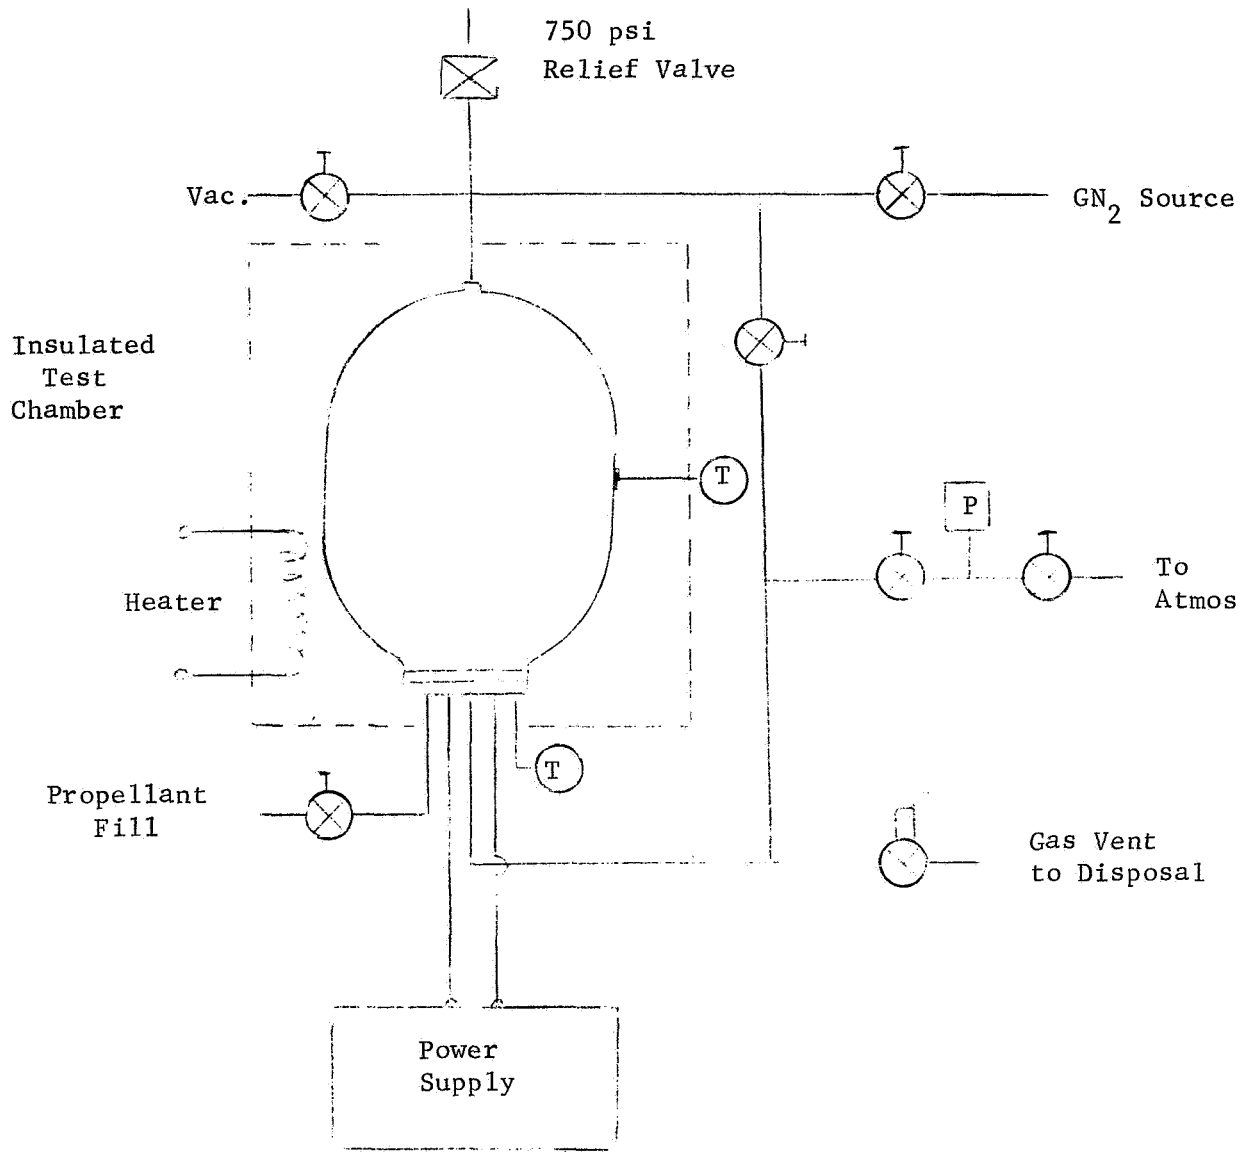 750 psi
Relief Valve
Vac.
GN2 Source
Insulated
Test
Chamber
T
P
To
Atmos
Heater
T
Propellant
Fill
Gas Vent
to Disposal
Power
Supply